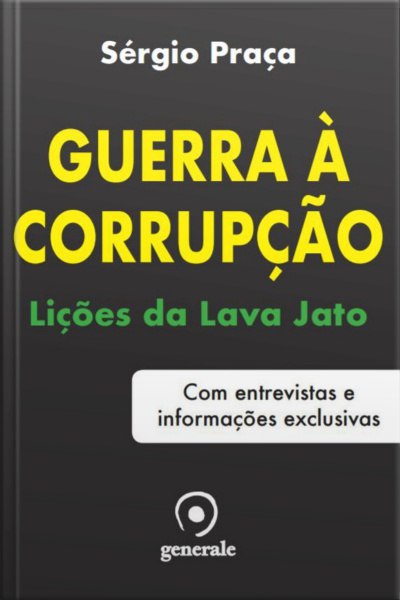 Sérgio Praça
GUERRA À
CORRUPÇÃO
Lições da Lava Jato
Com entrevistas e
informações exclusivas
generale